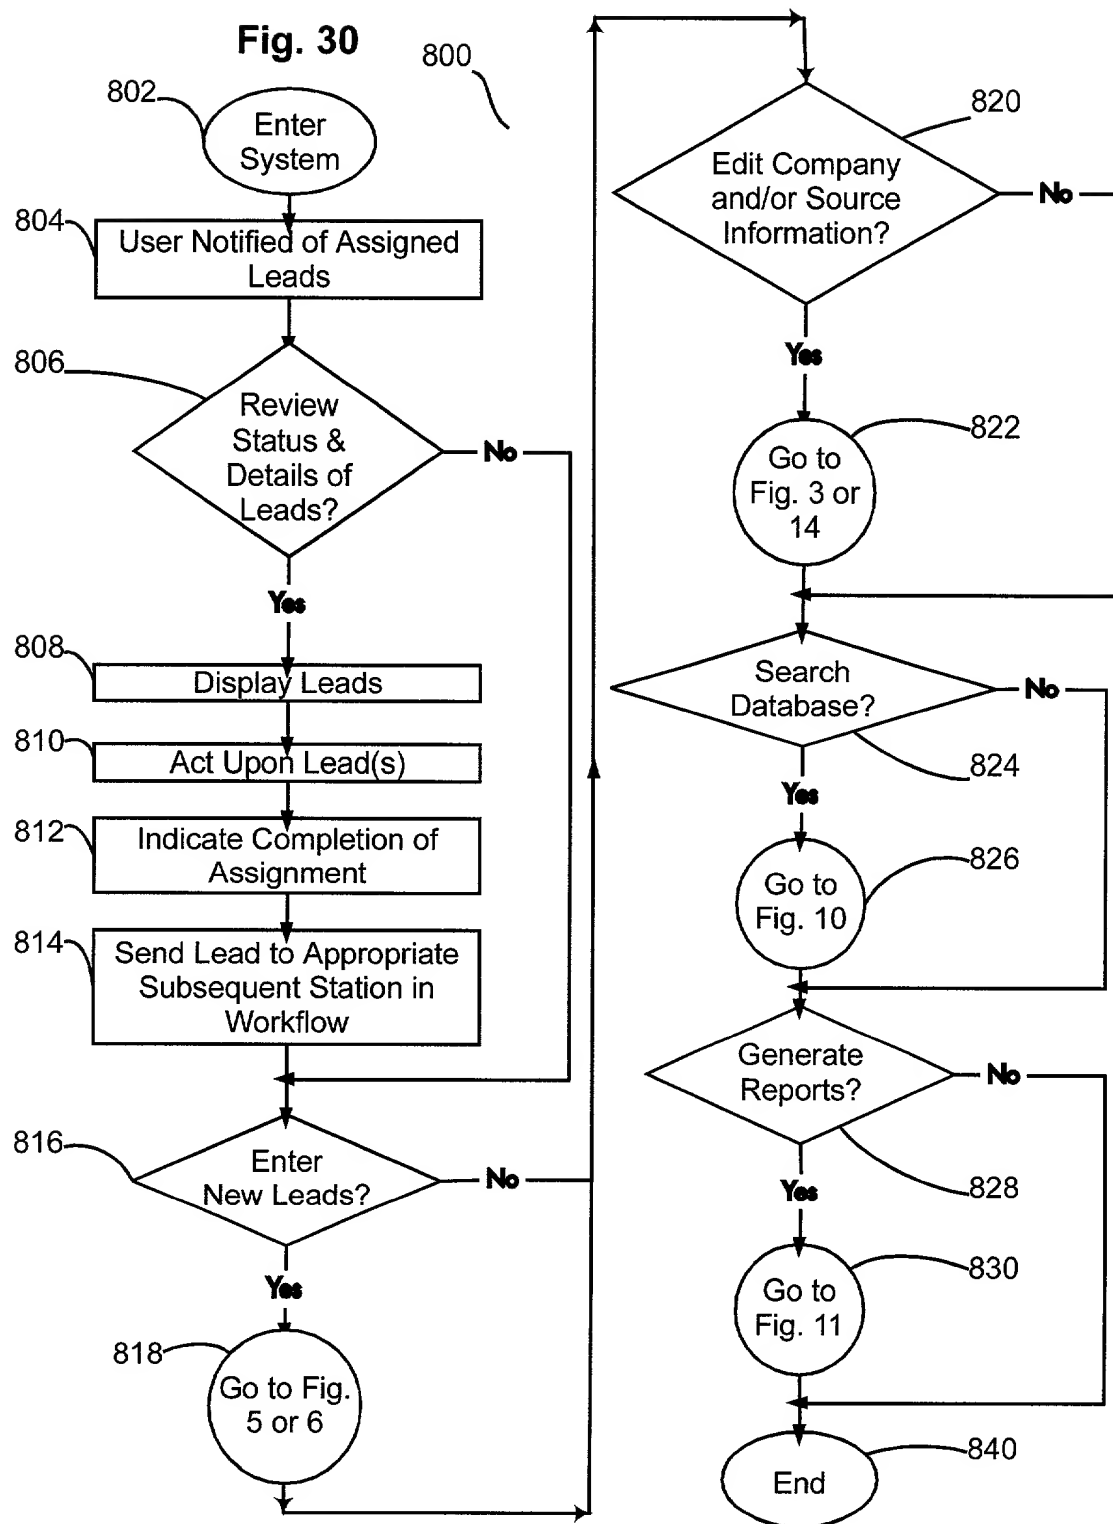 Fig. 30
800
802
Enter
System
804
User Notified of Assigned
Leads
806
Review
Status &
Details of
Leads?
No
Yes
808
Display Leads
810
Act Upon Lead(s)
812
Indicate Completion of
Assignment
814
Send Lead to Appropriate
Subsequent Station in
Workflow
816
Enter
New Leads?
No
Yes
818
Go to Fig.
5 or 6
820
Edit Company
and/or Source
Information?
No
Yes
822
Go to
Fig. 3 or
14
Search
Database?
No
824
Yes
826
Go to
Fig. 10
Generate
Reports?
No
828
Yes
830
Go to
Fig. 11
840
End